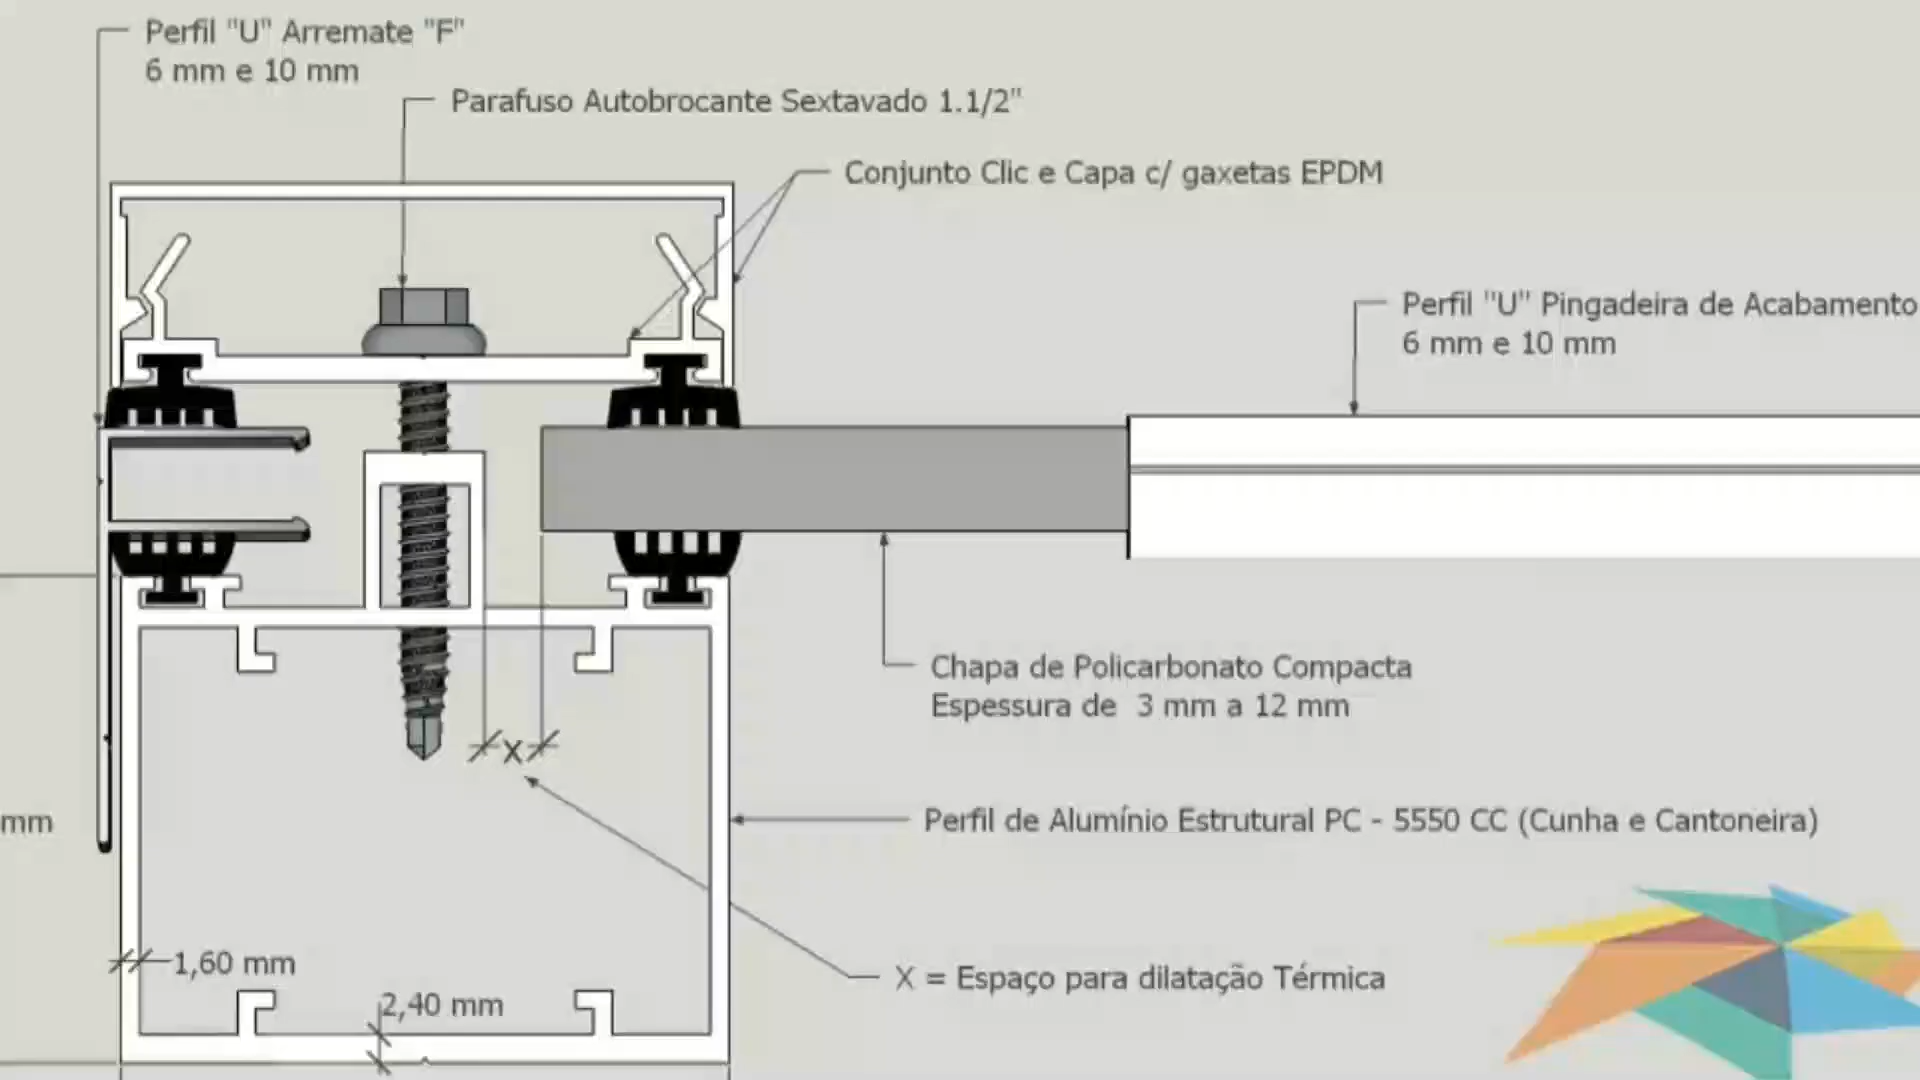 Perfil "U" Arremate "F"
6 mm e 10 mm
Parafuso Autobrocante Sextavado 1.1/2"
Conjunto Clic e Capa c/ gaxetas EPDM
Perfil "U" Pingadeira de Acabamento
6 mm e 10 mm
Chapa de Policarbonato Compacta
Espessura de 3 mm a 12 mm
X
mm
Perfil de Alumínio Estrutural PC - 5550 CC (Cunha e Cantoneira)
1,60 mm
X = Espaço para dilatação Térmica
2,40 mm